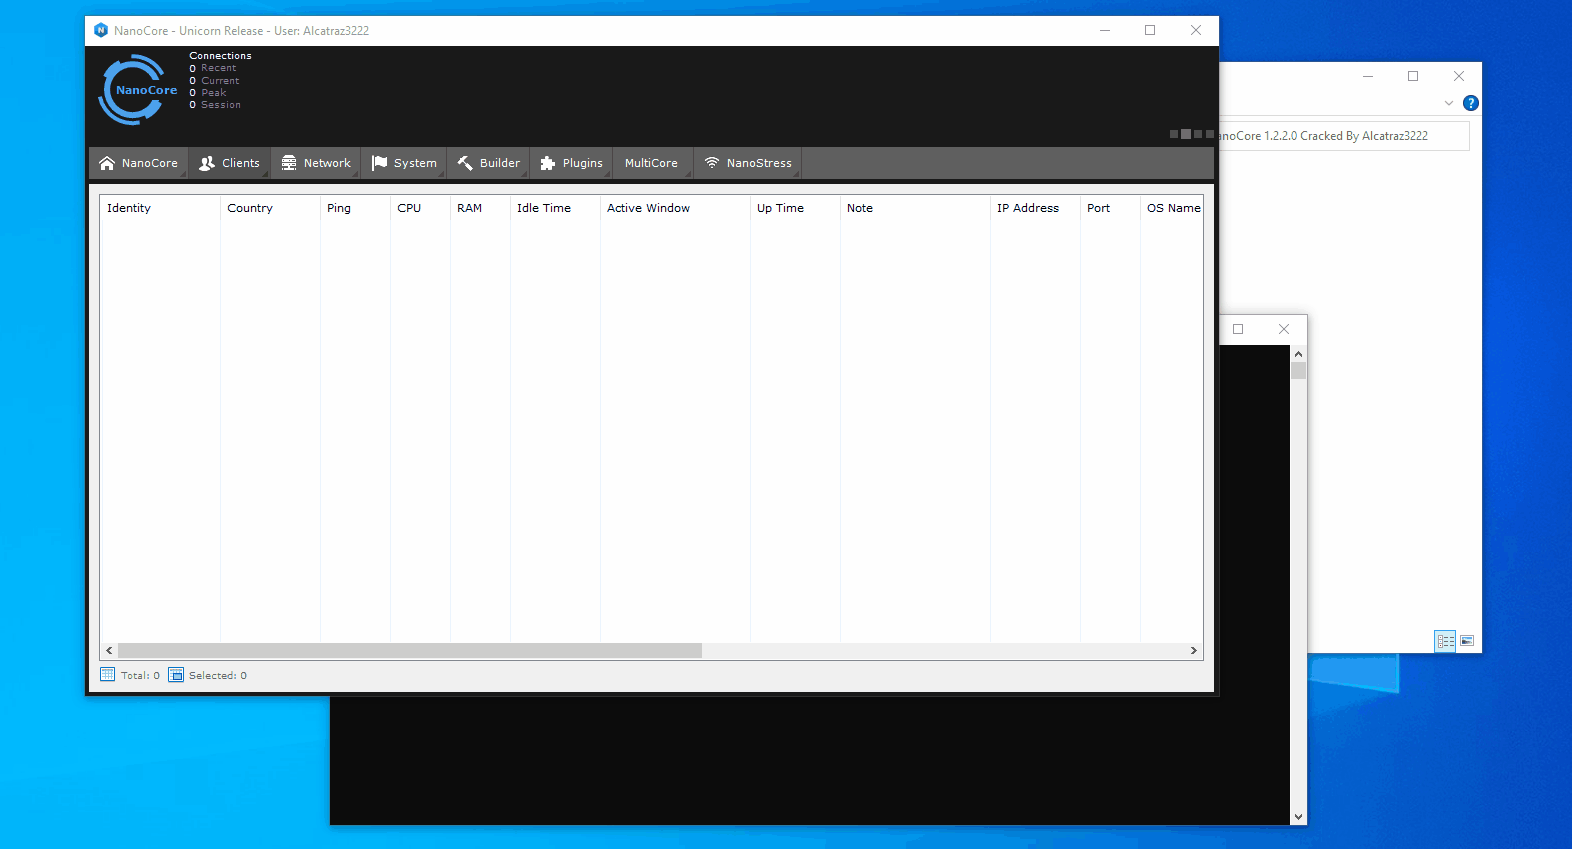 NanoCore - Unicorn Release - User: Alcatraz3222
NanoCore
Connections
0 Recent
0 Current
0 Peak
0 Session
NanoCore Clients Network System Builder Plugins MultiCore NanoStress
Identity Country Ping CPU RAM Idle Time Active Window Up Time Note IP Address Port OS Name
Total: 0 Selected: 0
anoCore 1.2.2.0 Cracked By Alcatraz3222